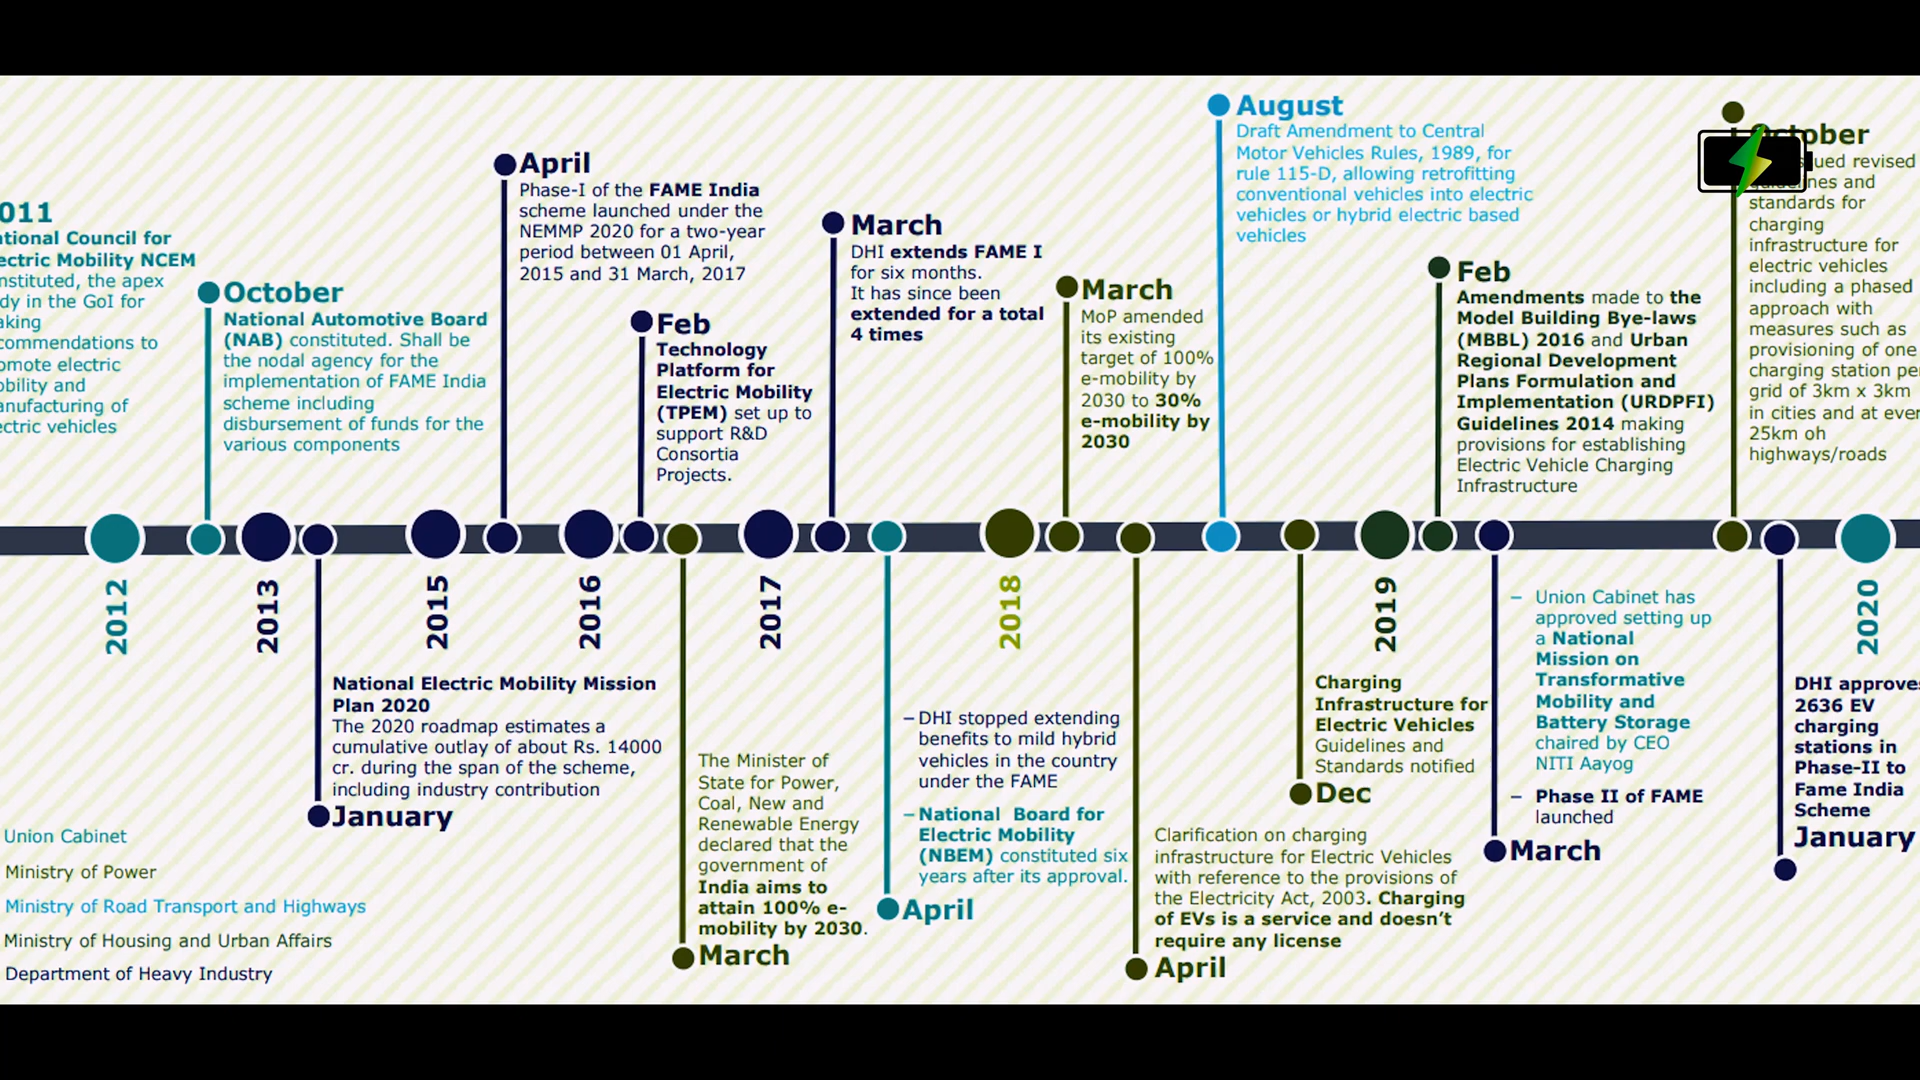 011
tional Council for
ectric Mobility NCEM
nstituted, the apex
dy in the GoI for
aking
commendations to
omote electric
obility and
anufacturing of
ectric vehicles
October
National Automotive Board
(NAB) constituted. Shall be
the nodal agency for the
implementation of FAME India
scheme including
disbursement of funds for the
various components
April
Phase-I of the FAME India
scheme launched under the
NEMMP 2020 for a two-year
period between 01 April,
2015 and 31 March, 2017
Feb
Technology
Platform for
Electric Mobility
(TPEM) set up to
support R&D
Consortia
Projects.
March
DHI extends FAME I
for six months.
It has since been
extended for a total
4 times
March
MoP amended
its existing
target of 100%
e-mobility by
2030 to 30%
e-mobility by
2030
August
Draft Amendment to Central
Motor Vehicles Rules, 1989, for
rule 115-D, allowing retrofitting
conventional vehicles into electric
vehicles or hybrid electric based
vehicles
Feb
Amendments made to the
Model Building Bye-laws
(MBBL) 2016 and Urban
Regional Development
Plans Formulation and
Implementation (URDPFI)
Guidelines 2014 making
provisions for establishing
Electric Vehicle Charging
Infrastructure
October
revised
guidelines and
standards for
charging
infrastructure for
electric vehicles
including a phased
approach with
measures such as
provisioning of one
charging station pe
grid of 3km x 3km
in cities and at ever
25km oh
highways/roads
2012
2013
2015
2016
2017
2018
2019
2020
National Electric Mobility Mission
Plan 2020
The 2020 roadmap estimates a
cumulative outlay of about Rs. 14000
cr. during the span of the scheme,
including industry contribution
January
The Minister of
State for Power,
Coal, New and
Renewable Energy
declared that the
government of
India aims to
attain 100% e-
mobility by 2030.
March
– DHI stopped extending
benefits to mild hybrid
vehicles in the country
under the FAME
– National Board for
Electric Mobility
(NBEM) constituted six
years after its approval.
April
Clarification on charging
infrastructure for Electric Vehicles
with reference to the provisions of
the Electricity Act, 2003. Charging
of EVs is a service and doesn't
require any license
April
Charging
Infrastructure for
Electric Vehicles
Guidelines and
Standards notified
Dec
– Union Cabinet has
approved setting up
a National
Mission on
Transformative
Mobility and
Battery Storage
chaired by CEO
NITI Aayog
– Phase II of FAME
launched
March
DHI approves
2636 EV
charging
stations in
Phase-II to
Fame India
Scheme
January
Union Cabinet
Ministry of Power
Ministry of Road Transport and Highways
Ministry of Housing and Urban Affairs
Department of Heavy Industry